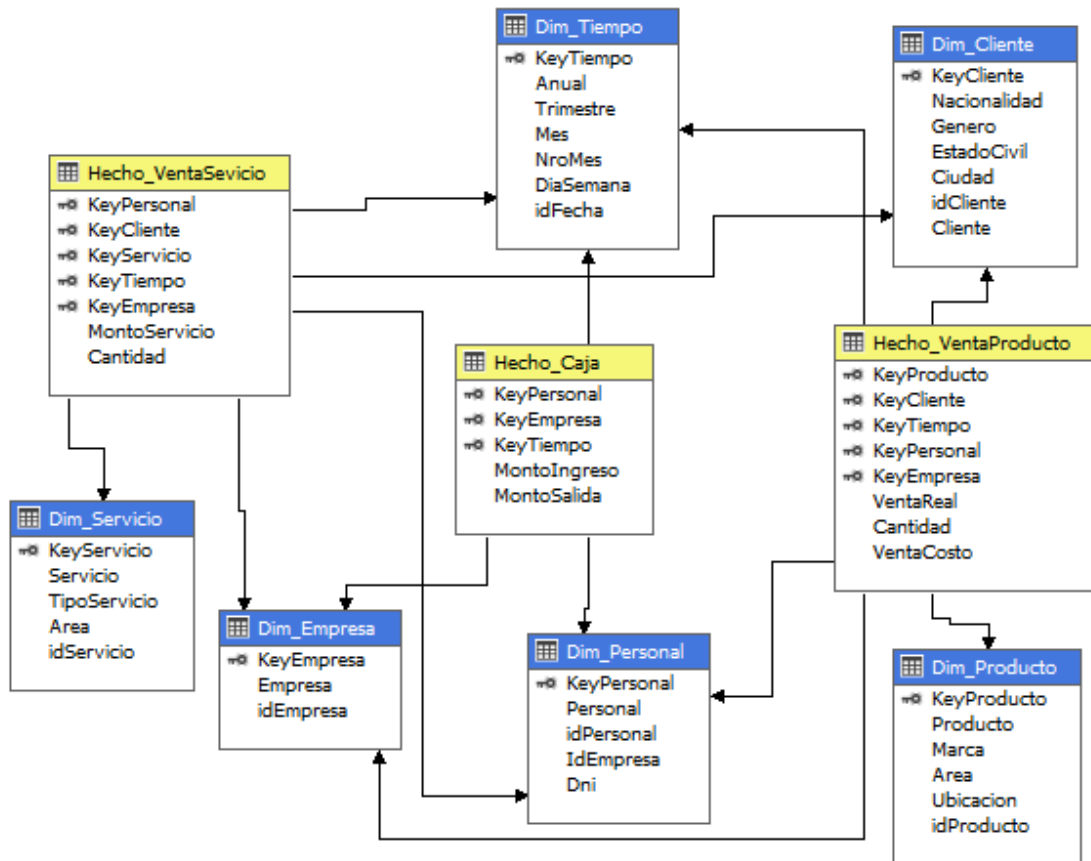 Dim_Tiempo
KeyTiempo
Anual
Trimestre
Mes
NroMes
DiaSemana
idFecha
Dim_Cliente
KeyCliente
Nacionalidad
Genero
EstadoCivil
Ciudad
idCliente
Cliente
Hecho_VentaSevicio
KeyPersonal
KeyCliente
KeyServicio
KeyTiempo
KeyEmpresa
MontoServicio
Cantidad
Hecho_Caja
KeyPersonal
KeyEmpresa
KeyTiempo
MontoIngreso
MontoSalida
Hecho_VentaProducto
KeyProducto
KeyCliente
KeyTiempo
KeyPersonal
KeyEmpresa
VentaReal
Cantidad
VentaCosto
Dim_Servicio
KeyServicio
Servicio
TipoServicio
Area
idServicio
Dim_Empresa
KeyEmpresa
Empresa
idEmpresa
Dim_Personal
KeyPersonal
Personal
idPersonal
IdEmpresa
Dni
Dim_Producto
KeyProducto
Producto
Marca
Area
Ubicacion
idProducto